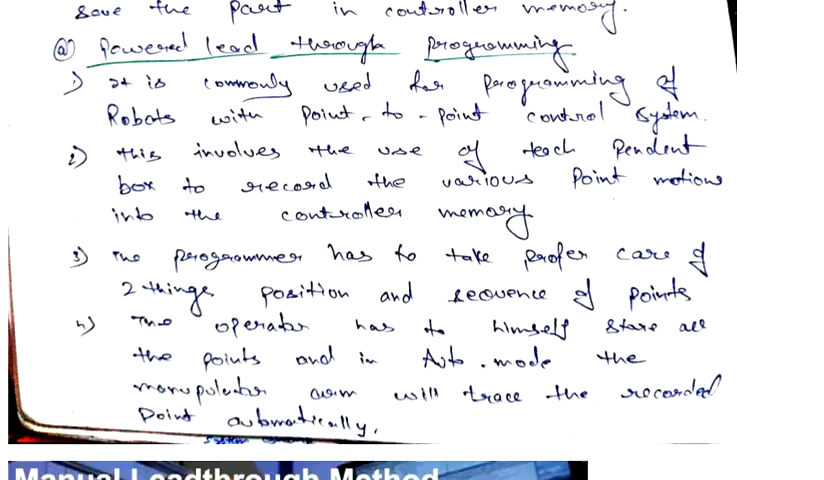 save the part in controller memory.
@ Powered lead through programming
1) It is commonly used for programming of
Robots with point-to-point control system.
2) this involves the use of teach Pendent
box to record the various point motions
into the controller memory
3) The programmer has to take proper care of
2 things position and sequence of points
4) The operator has to himself store all
the points and in Auto mode the
manupulator arm will trace the recorded
Point automatically.
System
Manual Leadthrough Method